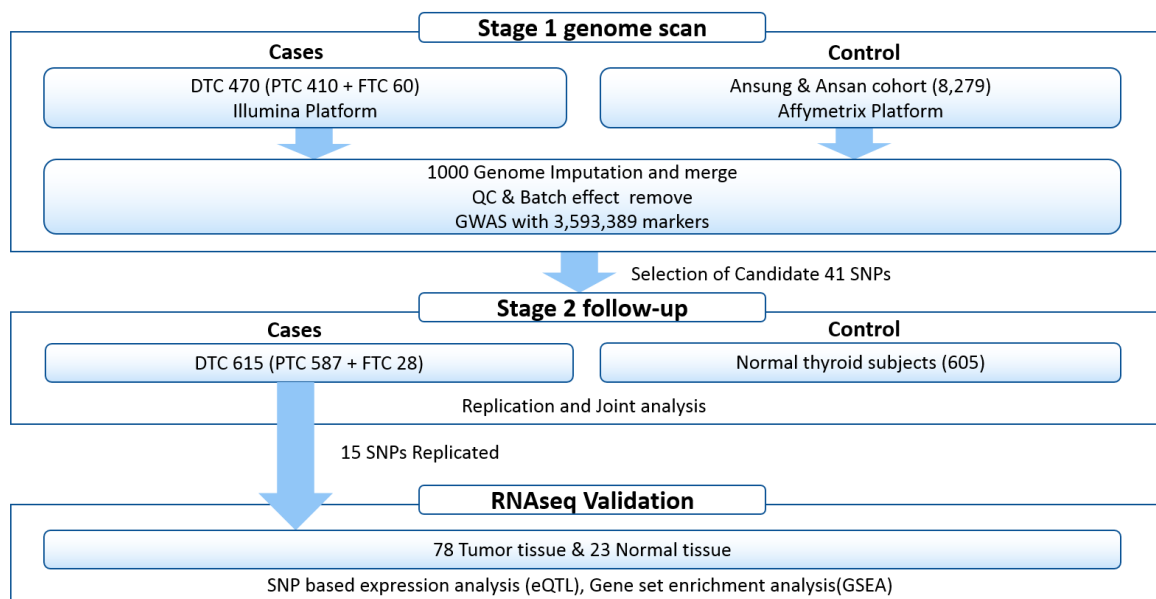 Stage 1 genome scan
Cases
Control
DTC 470 (PTC 410 + FTC 60)
Illumina Platform
Ansung & Ansan cohort (8,279)
Affymetrix Platform
1000 Genome Imputation and merge
QC & Batch effect remove
GWAS with 3,593,389 markers
Selection of Candidate 41 SNPs
Stage 2 follow-up
Cases
Control
DTC 615 (PTC 587 + FTC 28)
Normal thyroid subjects (605)
Replication and Joint analysis
15 SNPs Replicated
RNAseq Validation
78 Tumor tissue & 23 Normal tissue
SNP based expression analysis (eQTL), Gene set enrichment analysis(GSEA)